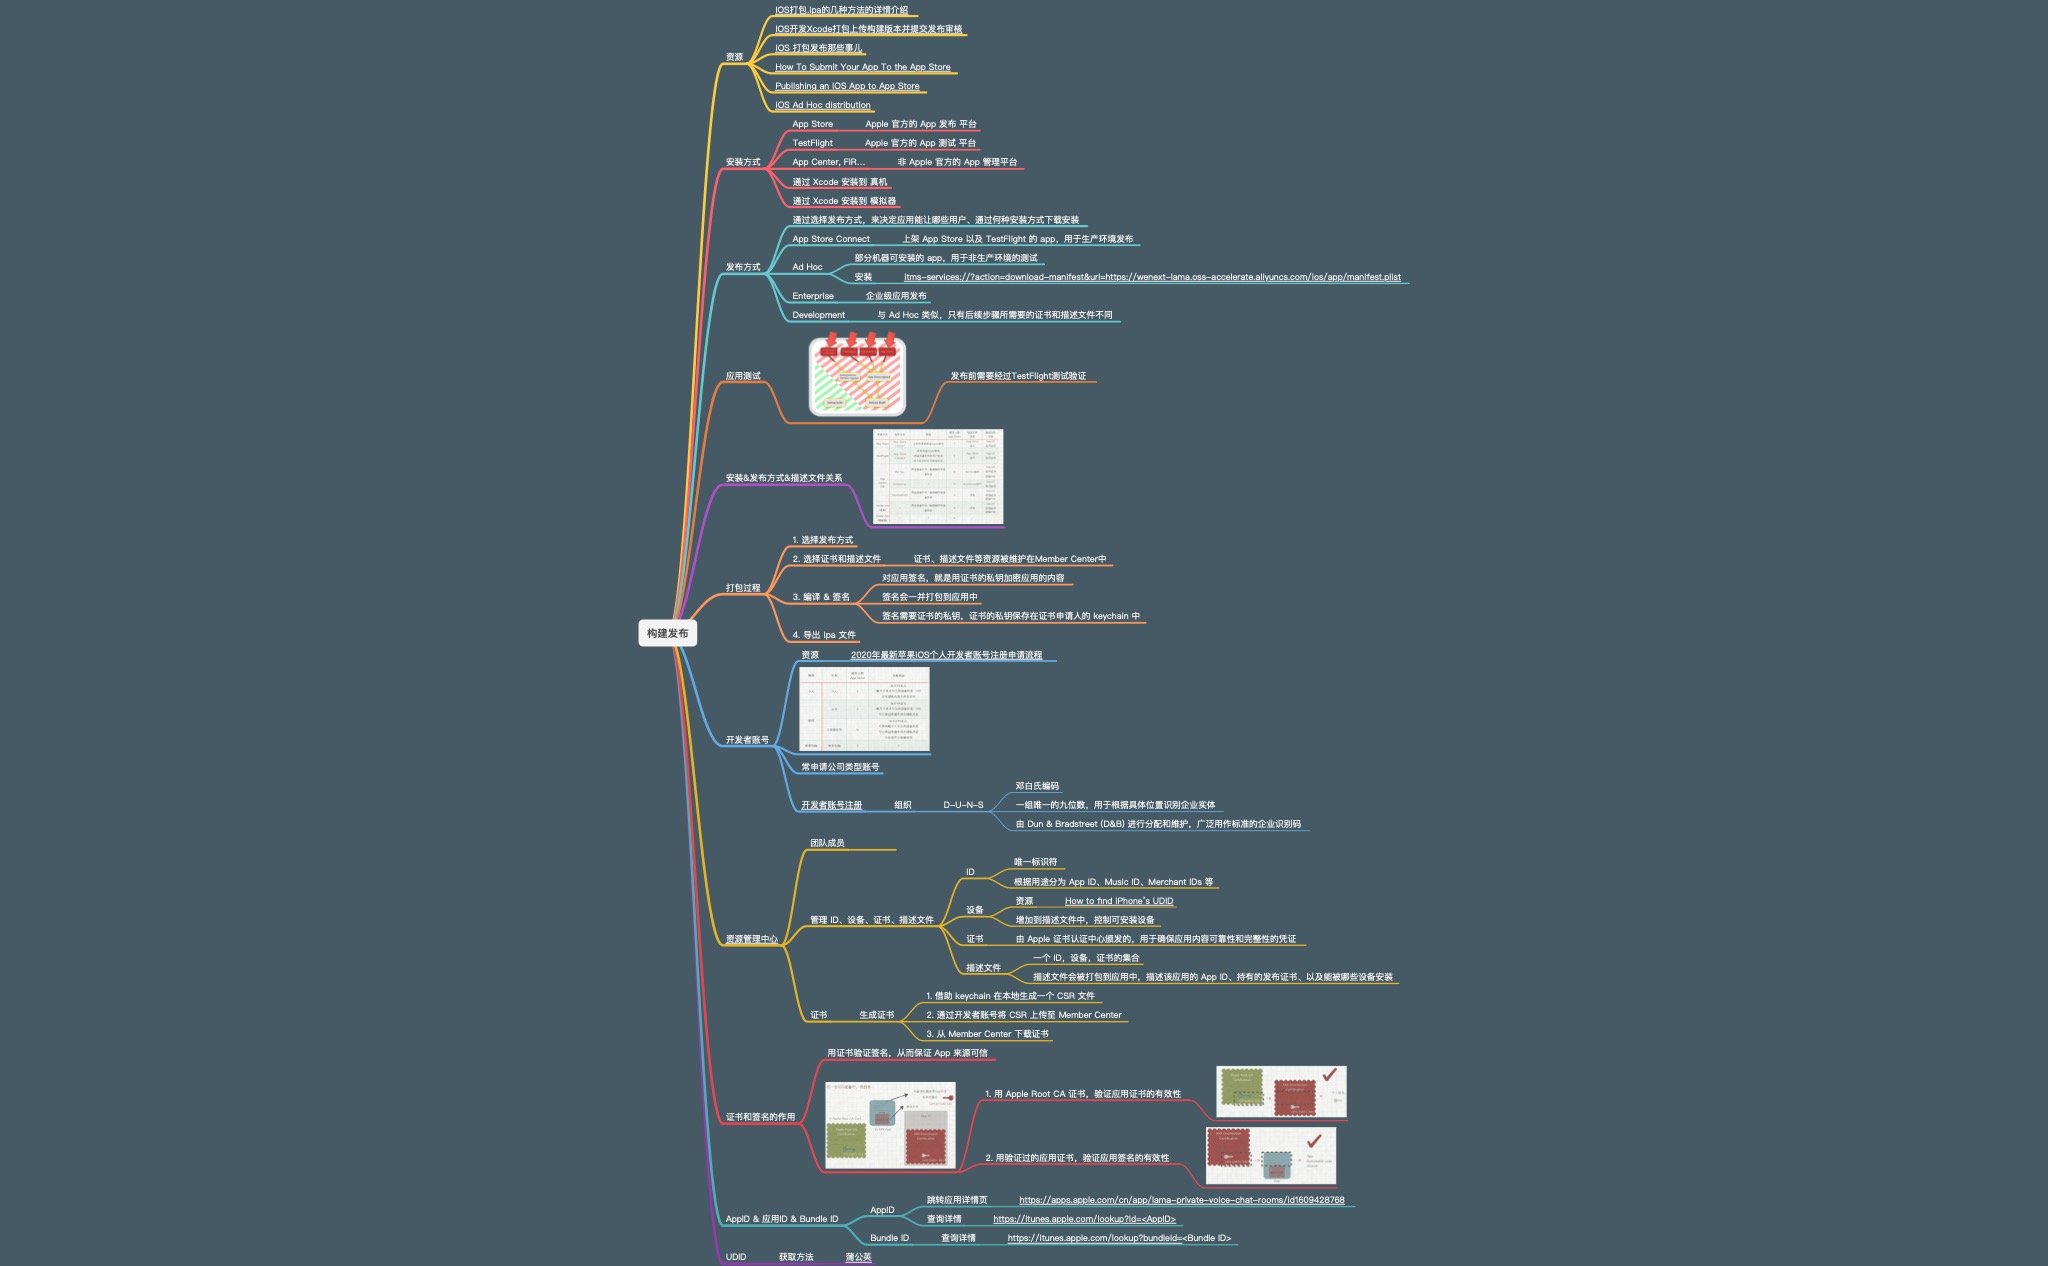 iOS打包.ipa的几种方法的详情介绍
iOS开发Xcode打包上传构建版本并提交发布审核
iOS 打包发布那些事儿
资源
How To Submit Your App To the App Store
Publishing an iOS App to App Store
iOS Ad Hoc distribution
App Store Apple 官方的 App 发布 平台
TestFlight Apple 官方的 App 测试 平台
安装方式
App Center, FIR... 非 Apple 官方的 App 管理平台
通过 Xcode 安装到 真机
通过 Xcode 安装到 模拟器
通过选择发布方式，来决定应用能让哪些用户、通过何种安装方式下载安装
App Store Connect 上架 App Store 以及 TestFlight 的 app，用于生产环境发布
发布方式
Ad Hoc
部分机器可安装的 app，用于非生产环境的测试
安装 itms-services://?action=download-manifest&url=https://wenext-lama.oss-accelerate.aliyuncs.com/ios/app/manifest.plist
Enterprise 企业级应用发布
Development 与 Ad Hoc 类似，只有后续步骤所需要的证书和描述文件不同
应用测试
发布前需要经过TestFlight测试验证
安装&发布方式&描述文件关系
打包过程
1. 选择发布方式
2. 选择证书和描述文件 证书、描述文件等资源被维护在Member Center中
3. 编译 & 签名
对应用签名，就是用证书的私钥加密应用的内容
签名会一并打包到应用中
签名需要证书的私钥，证书的私钥保存在证书申请人的 keychain 中
4. 导出 ipa 文件
构建发布
开发者账号
资源 2020年最新苹果iOS个人开发者账号注册申请流程
常申请公司类型账号
开发者账号注册 组织 D-U-N-S
邓白氏编码
一组唯一的九位数，用于根据具体位置识别企业实体
由 Dun & Bradstreet (D&B) 进行分配和维护，广泛用作标准的企业识别码
资源管理中心
团队成员
管理 ID、设备、证书、描述文件
ID
唯一标识符
根据用途分为 App ID、Music ID、Merchant IDs 等
设备
资源 How to find iPhone's UDID
增加到描述文件中，控制可安装设备
证书 由 Apple 证书认证中心颁发的，用于确保应用内容可靠性和完整性的凭证
描述文件
一个 ID，设备，证书的集合
描述文件会被打包到应用中，描述该应用的 App ID、持有的发布证书、以及能被哪些设备安装
证书 生成证书
1. 借助 keychain 在本地生成一个 CSR 文件
2. 通过开发者账号将 CSR 上传至 Member Center
3. 从 Member Center 下载证书
证书和签名的作用
用证书验证签名，从而保证 App 来源可信
1. 用 Apple Root CA 证书，验证应用证书的有效性
2. 用验证过的应用证书，验证应用签名的有效性
AppID & 应用ID & Bundle ID
AppID
跳转应用详情页 https://apps.apple.com/cn/app/lama-private-voice-chat-rooms/id1609428768
查询详情 https://itunes.apple.com/lookup?id=<AppID>
Bundle ID 查询详情 https://itunes.apple.com/lookup?bundleId=<Bundle ID>
UDID 获取方法 蒲公英